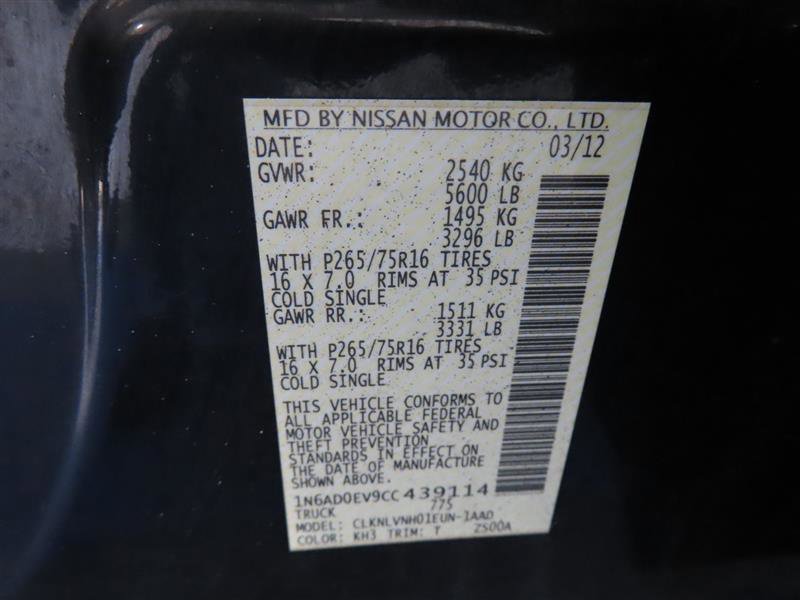 MFD BY NISSAN MOTOR CO., LTD.
DATE: 03/12
GVWR: 2540 KG
5600 LB
GAWR FR.: 1495 KG
3296 LB
WITH P265/75R16 TIRES
16 X 7.0 RIMS AT 35 PSI
COLD SINGLE
GAWR RR.: 1511 KG
3331 LB
WITH P265/75R16 TIRES
16 X 7.0 RIMS AT 35 PSI
COLD SINGLE
THIS VEHICLE CONFORMS TO
ALL APPLICABLE FEDERAL
MOTOR VEHICLE SAFETY AND
THEFT PREVENTION
STANDARDS IN EFFECT ON
THE DATE OF MANUFACTURE
SHOWN ABOVE.
1N6AD0EV9CC439114
TRUCK 775
MODEL: CLKNLVNH01EUN-1AAD
COLOR: KH3 TRIM: T ZS00A